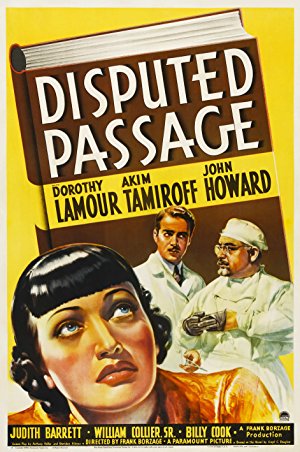 DISPUTED
PASSAGE
DOROTHY AKIM JOHN
LAMOUR TAMIROFF HOWARD
JUDITH BARRETT • WILLIAM COLLIER, SR. • BILLY COOK • A FRANK BORZAGE
Production
DIRECTED BY FRANK BORZAGE • A PARAMOUNT PICTURE